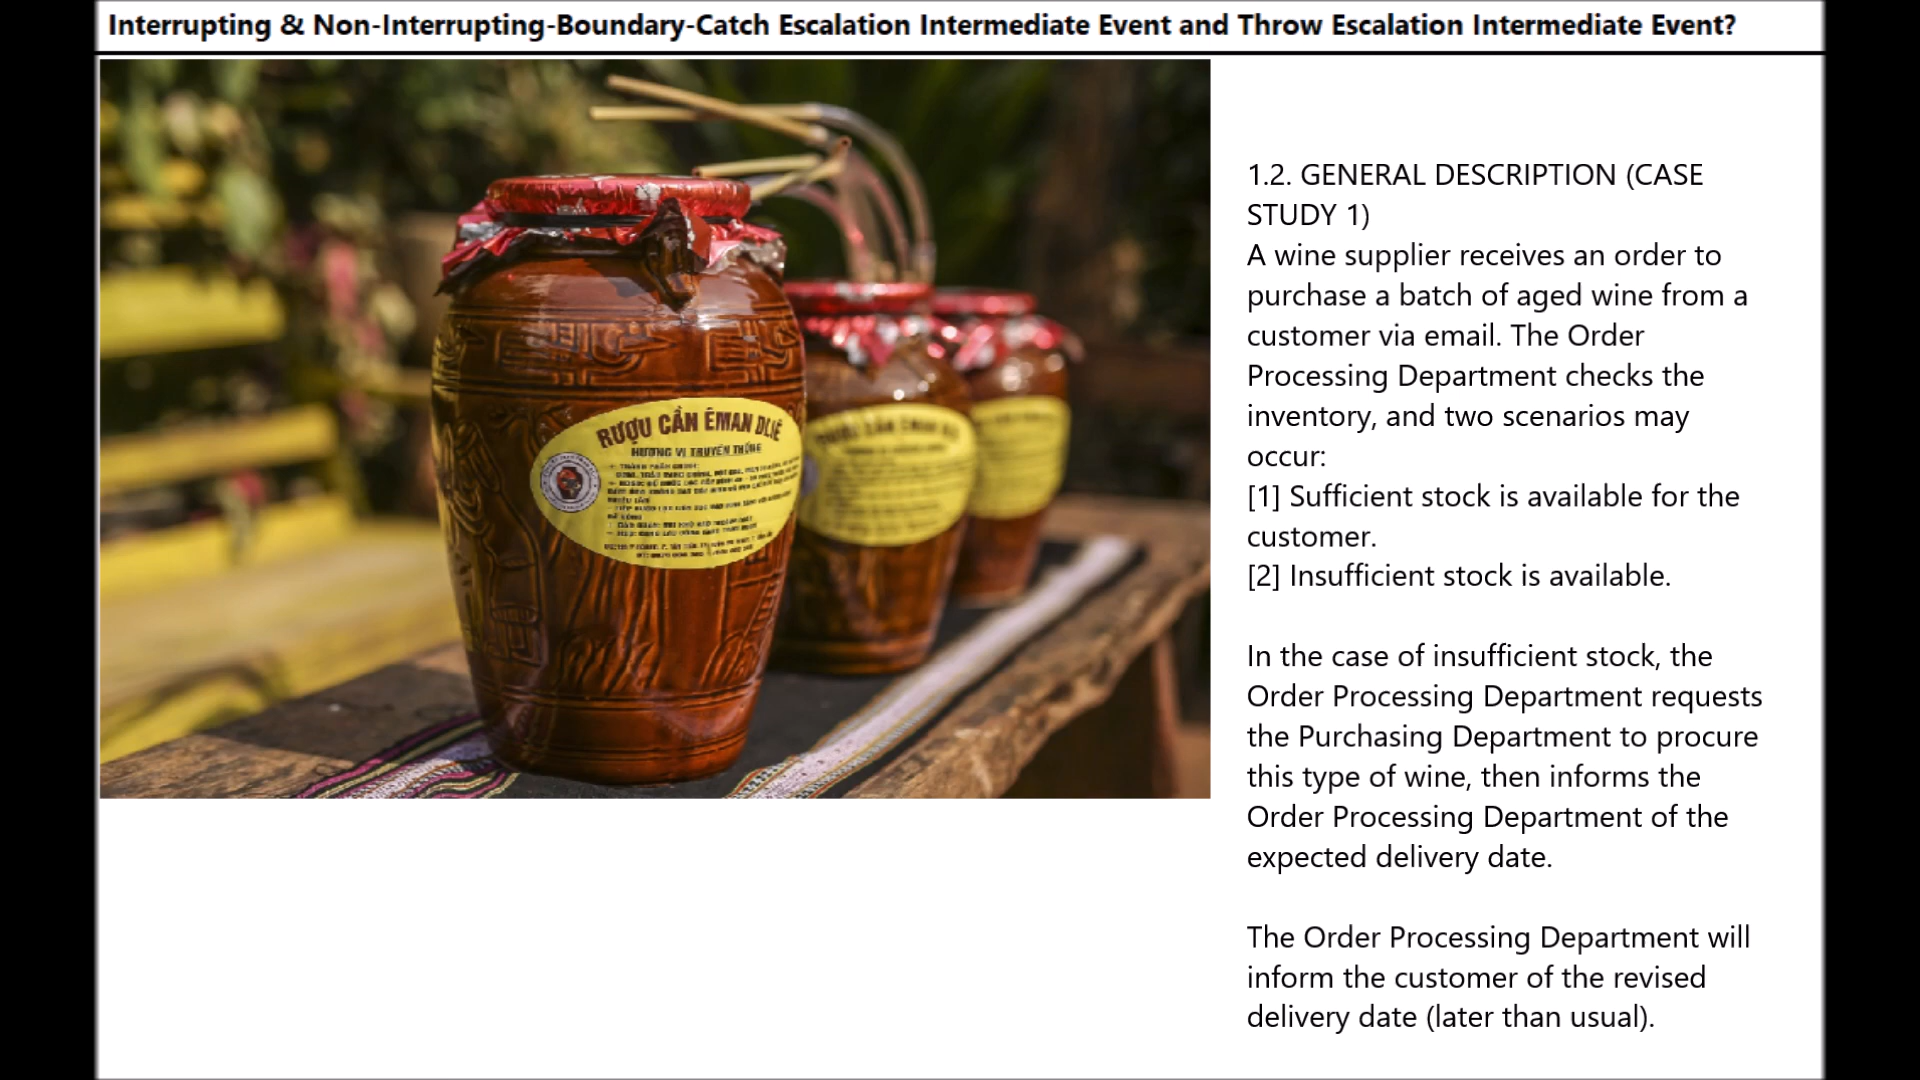 Interrupting & Non-Interrupting-Boundary-Catch Escalation Intermediate Event and Throw Escalation Intermediate Event?
RƯỢU CẦN ÊMAN DLIÊ
HƯƠNG VỊ TRUYỀN THỐNG
1.2. GENERAL DESCRIPTION (CASE
STUDY 1)
A wine supplier receives an order to
purchase a batch of aged wine from a
customer via email. The Order
Processing Department checks the
inventory, and two scenarios may
occur:
[1] Sufficient stock is available for the
customer.
[2] Insufficient stock is available.
In the case of insufficient stock, the
Order Processing Department requests
the Purchasing Department to procure
this type of wine, then informs the
Order Processing Department of the
expected delivery date.
The Order Processing Department will
inform the customer of the revised
delivery date (later than usual).